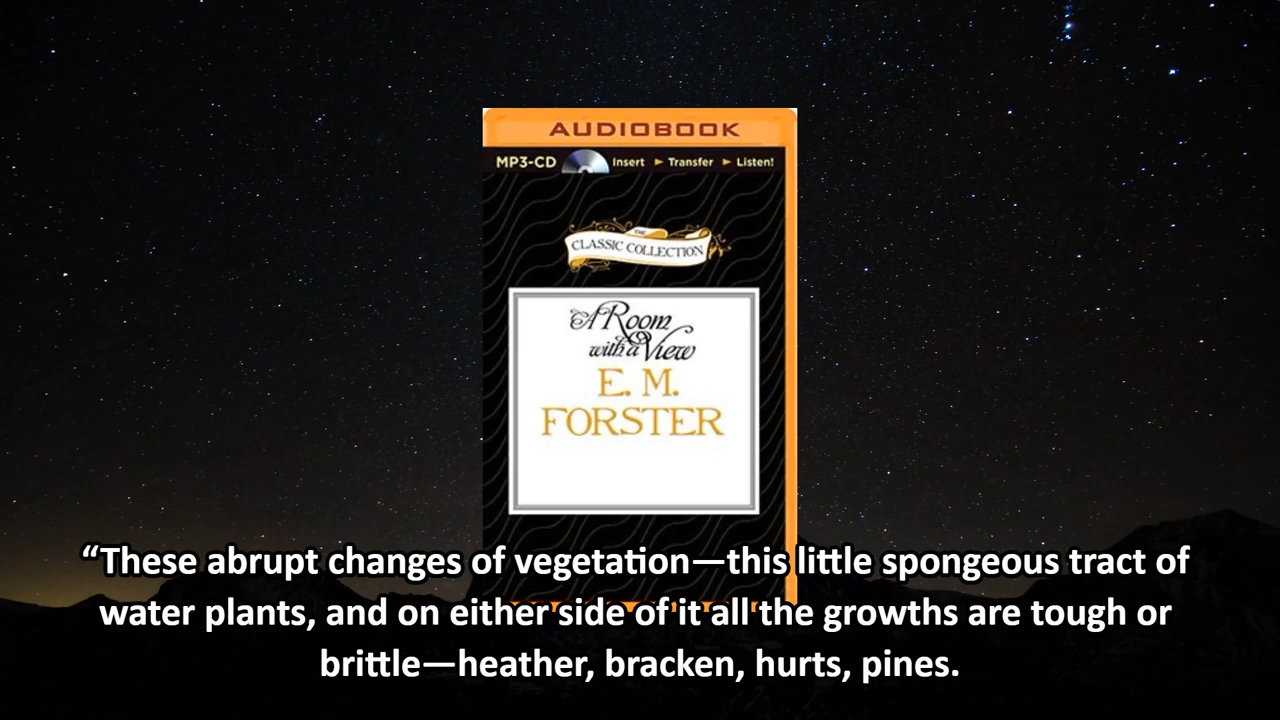 AUDIOBOOK
MP3-CD Insert ► Transfer ► Listen!
THE
CLASSIC COLLECTION
A Room
with a View
E. M.
FORSTER
“These abrupt changes of vegetation—this little spongeous tract of
water plants, and on either side of it all the growths are tough or
brittle—heather, bracken, hurts, pines.